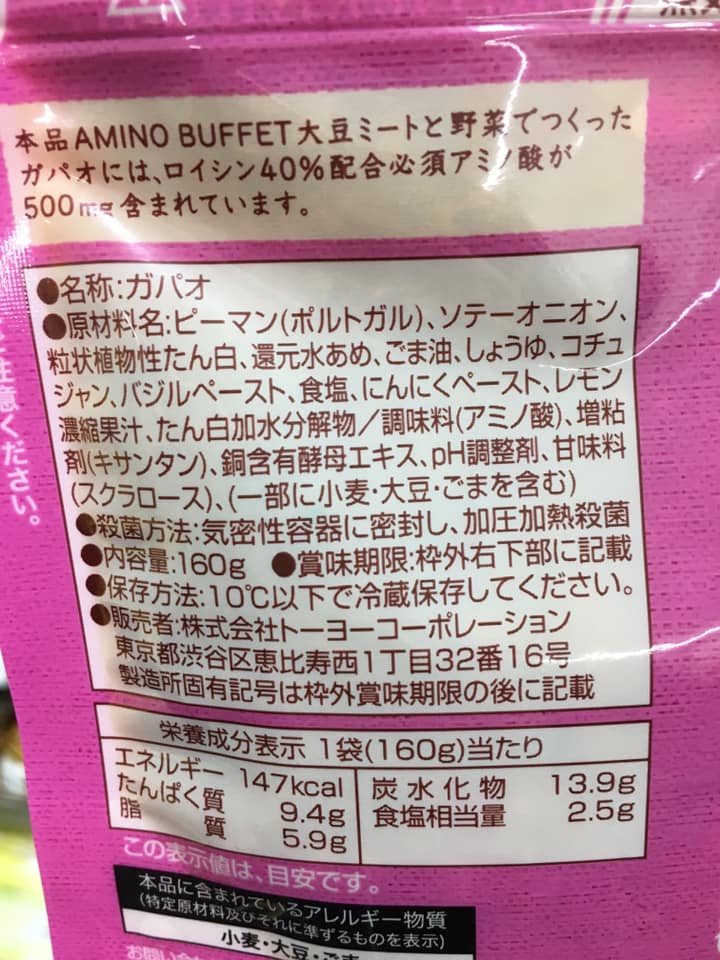 本品AMINO BUFFET大豆ミートと野菜でつくった
ガパオには、ロイシン40%配合必須アミノ酸が
500mg含まれています。
●名称:ガパオ
●原材料名:ピーマン(ポルトガル)、ソテーオニオン、
粒状植物性たん白、還元水あめ、ごま油、しょうゆ、コチュ
ジャン、バジルペースト、食塩、にんにくペースト、レモン
濃縮果汁、たん白加水分解物/調味料(アミノ酸)、増粘
剤(キサンタン)、銅含有酵母エキス、pH調整剤、甘味料
(スクラロース)、(一部に小麦・大豆・ごまを含む)
●殺菌方法:気密性容器に密封し、加圧加熱殺菌
●内容量:160g ●賞味期限:枠外右下部に記載
●保存方法:10℃以下で冷蔵保存してください。
●販売者:株式会社トーヨーコーポレーション
東京都渋谷区恵比寿西1丁目32番16号
製造所固有記号は枠外賞味期限の後に記載
栄養成分表示 1袋(160g)当たり
エネルギー 147kcal 炭水化物 13.9g
たんぱく質 9.4g 食塩相当量 2.5g
脂質 5.9g
この表示値は、目安です。
本品に含まれているアレルギー物質
(特定原材料及びそれに準ずるものを表示)
小麦・大豆・ごま
お問い合
注意ください。